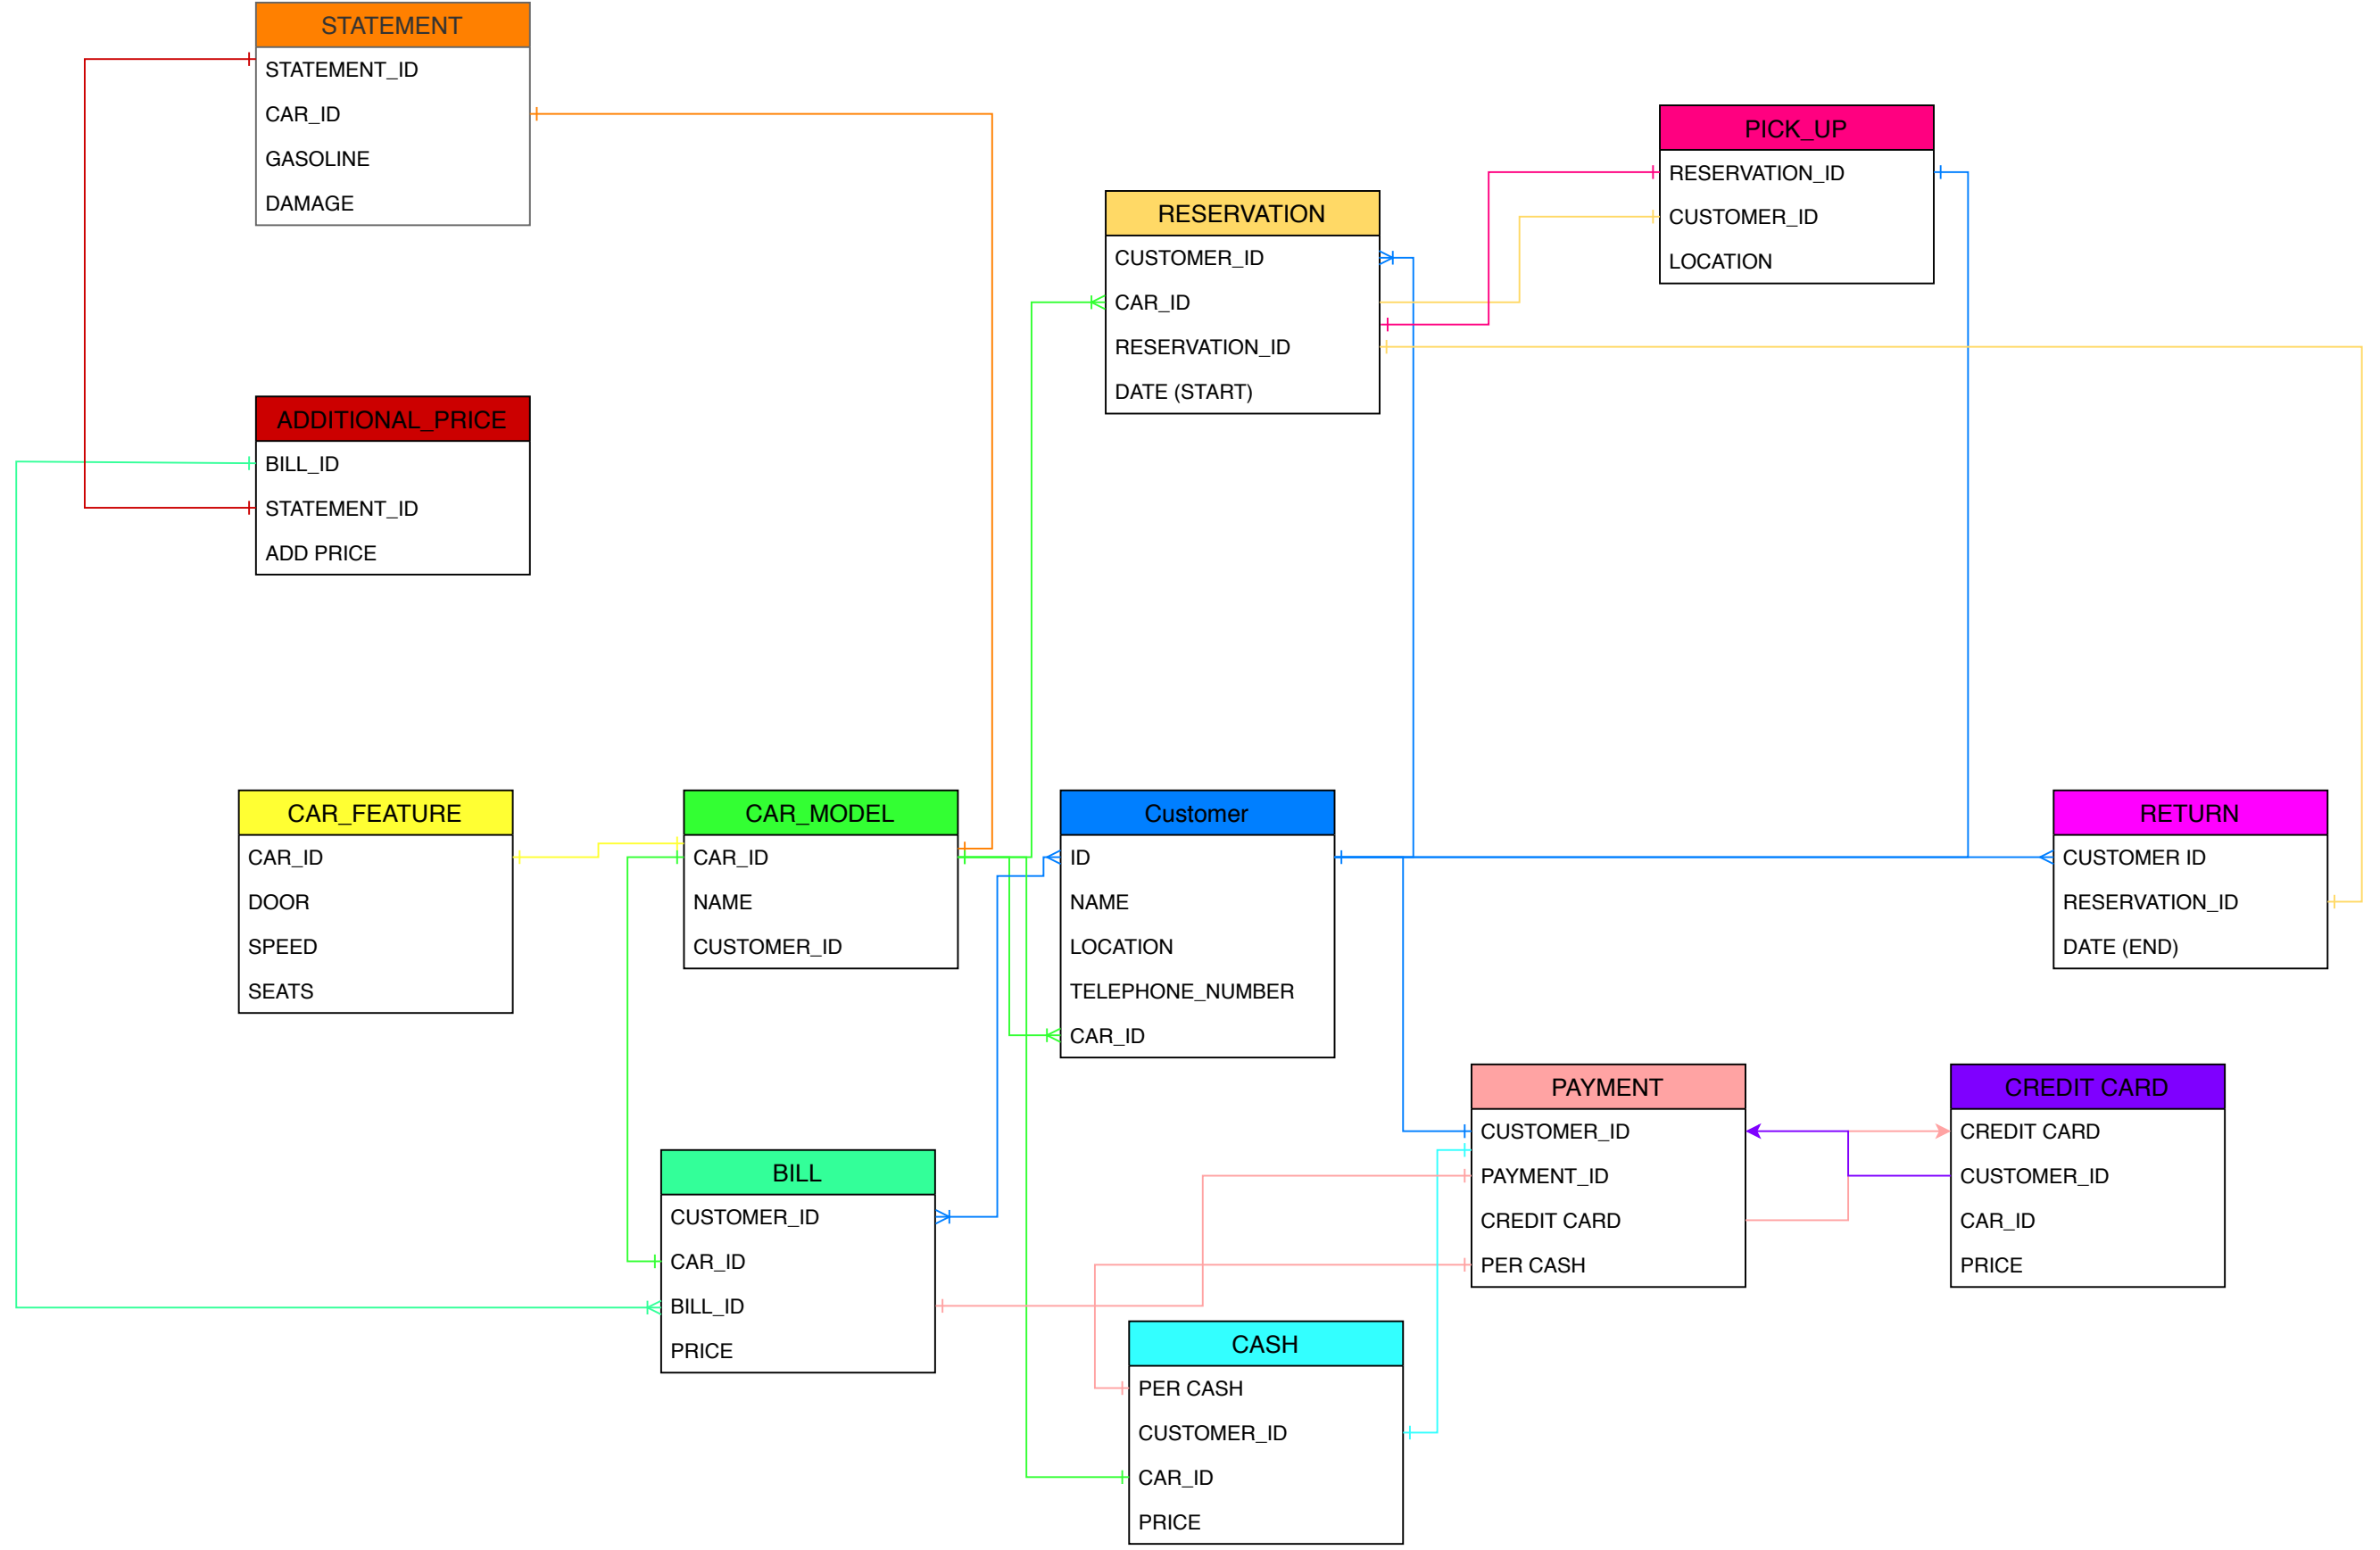 STATEMENT
STATEMENT_ID
CAR_ID
GASOLINE
DAMAGE
PICK_UP
RESERVATION_ID
CUSTOMER_ID
LOCATION
RESERVATION
CUSTOMER_ID
CAR_ID
RESERVATION_ID
DATE (START)
ADDITIONAL_PRICE
BILL_ID
STATEMENT_ID
ADD PRICE
CAR_FEATURE
CAR_ID
DOOR
SPEED
SEATS
CAR_MODEL
CAR_ID
NAME
CUSTOMER_ID
Customer
ID
NAME
LOCATION
TELEPHONE_NUMBER
CAR_ID
RETURN
CUSTOMER ID
RESERVATION_ID
DATE (END)
PAYMENT
CUSTOMER_ID
PAYMENT_ID
CREDIT CARD
PER CASH
CREDIT CARD
CREDIT CARD
CUSTOMER_ID
CAR_ID
PRICE
BILL
CUSTOMER_ID
CAR_ID
BILL_ID
PRICE
CASH
PER CASH
CUSTOMER_ID
CAR_ID
PRICE